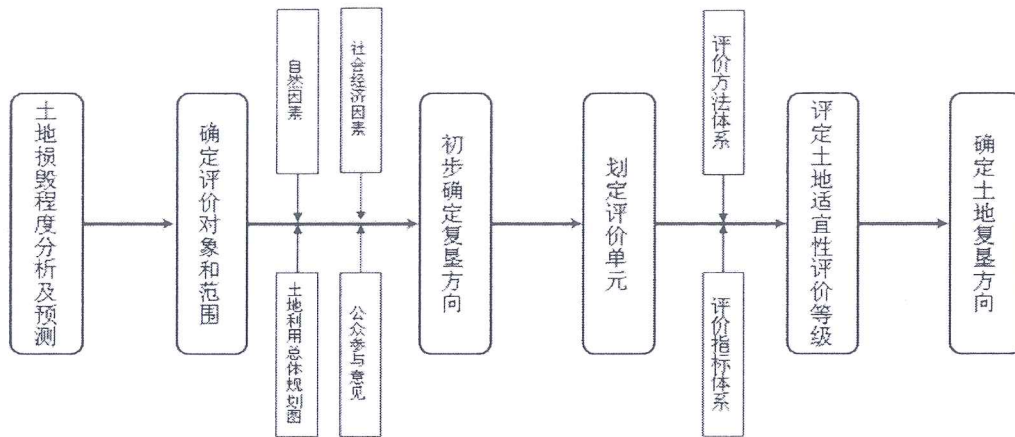 土地损毁程度分析及预测
确定评价对象和范围
自然因素
社会经济因素
土地利用总体规划图
公众参与意见
初步确定复垦方向
划定评价单元
评价方法体系
评价指标体系
评定土地适宜性评价等级
确定土地复垦方向